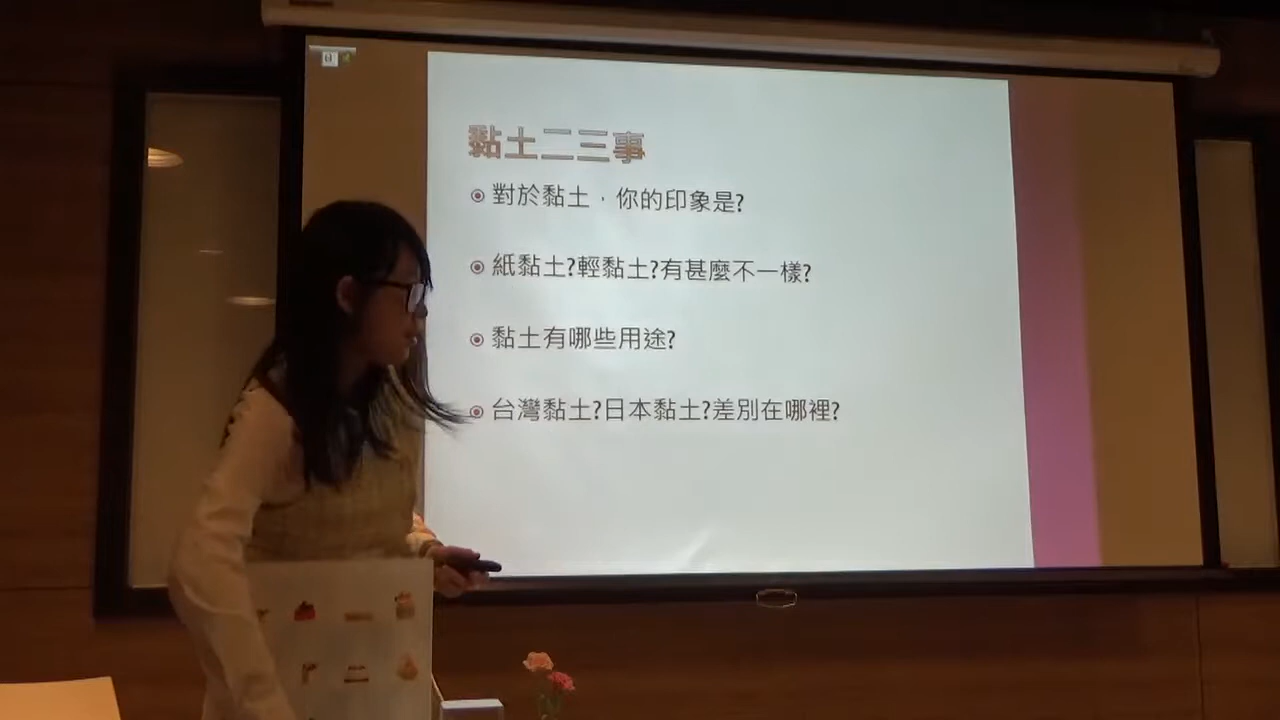 黏土二三事
對於黏土，你的印象是?
紙黏土?輕黏土?有甚麼不一樣?
黏土有哪些用途?
台灣黏土?日本黏土?差別在哪裡?